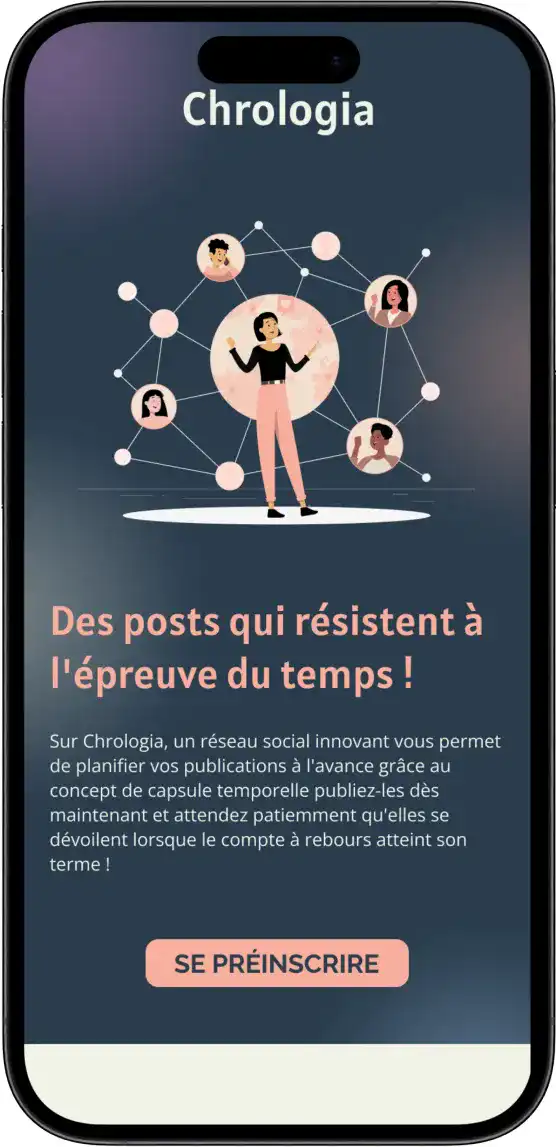 Chrologia
Des posts qui résistent à
l'épreuve du temps !
Sur Chrologia, un réseau social innovant vous permet
de planifier vos publications à l'avance grâce au
concept de capsule temporelle publiez-les dès
maintenant et attendez patiemment qu'elles se
dévoilent lorsque le compte à rebours atteint son
terme !
SE PRÉINSCRIRE